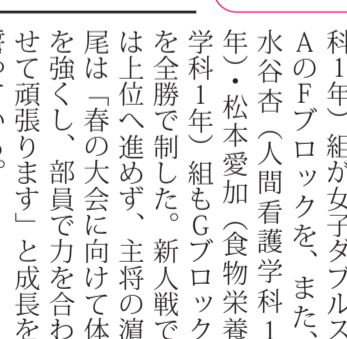 科1年）組が女子ダブルス
AのFブロックを、また、
水谷杏（人間看護学科1
年）・松本愛加（食物栄養
学科1年）組もGブロック
を全勝で制した。新人戦で
は上位へ進めず、主将の濵
尾は「春の大会に向けて体
を強くし、部員で力を合わ
せて頑張ります」と成長を